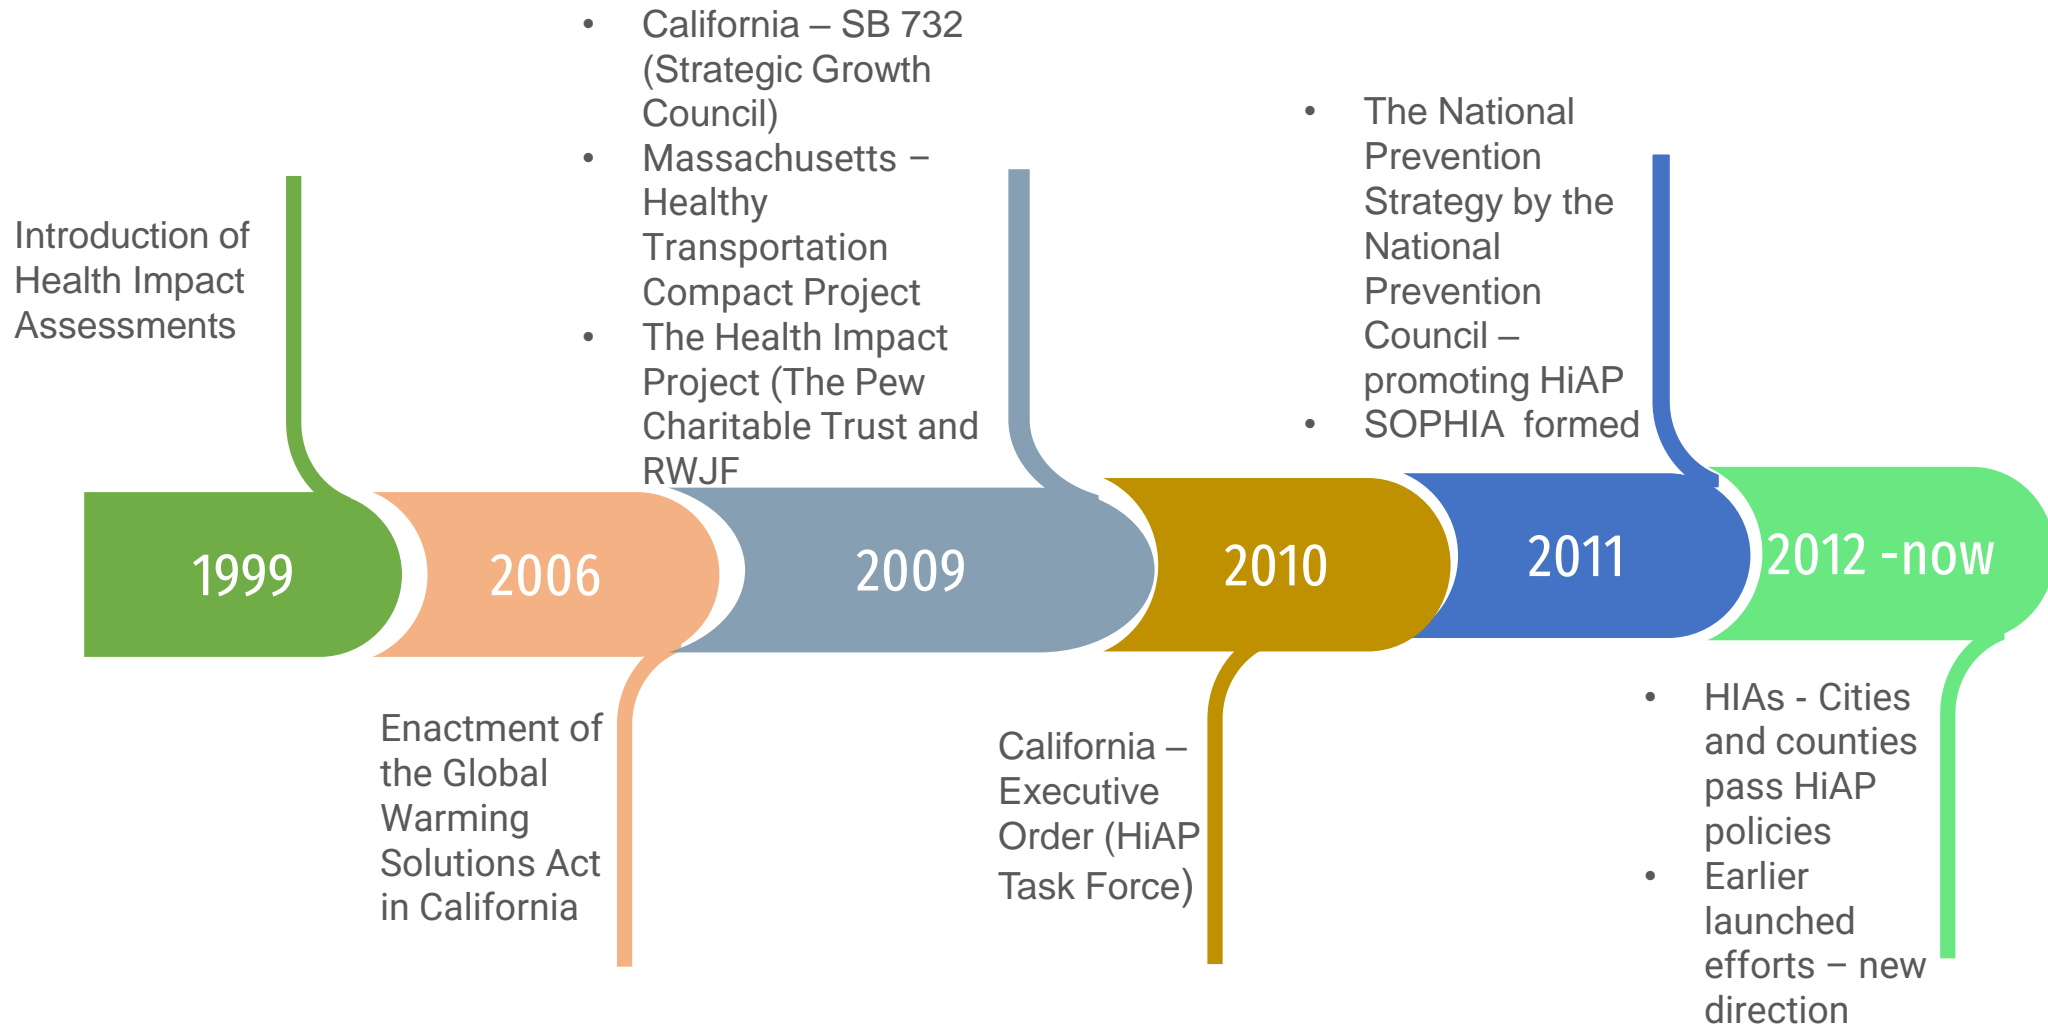 • California – SB 732
(Strategic Growth
Council)
• Massachusetts –
Healthy
Transportation
Compact Project
• The Health Impact
Project (The Pew
Charitable Trust and
RWJF
• The National
Prevention
Strategy by the
National
Prevention
Council –
promoting HiAP
• SOPHIA  formed
Introduction of
Health Impact
Assessments
1999
2006
2009
2010
2011
2012 -now
Enactment of
the Global
Warming
Solutions Act
in California
California –
Executive
Order (HiAP
Task Force)
• HIAs - Cities
and counties
pass HiAP
policies
• Earlier
launched
efforts – new
direction